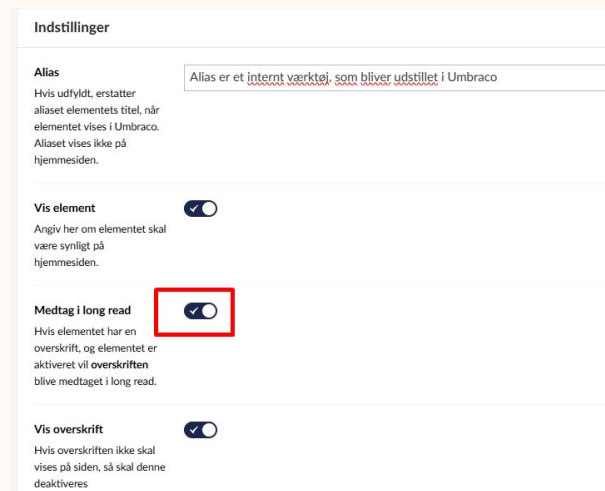 Indstillinger
Alias
Hvis udfyldt, erstatter
aliaset elementets titel, når
elementet vises i Umbraco.
Aliaset vises ikke på
hjemmesiden.
Alias er et internt værktøj, som bliver udstillet i Umbraco
Vis element
Angiv her om elementet skal
være synligt på
hjemmesiden.
Medtag i long read
Hvis elementet har en
overskrift, og elementet er
aktiveret vil overskriften
blive medtaget i long read.
Vis overskrift
Hvis overskriften ikke skal
vises på siden, så skal denne
deaktiveres